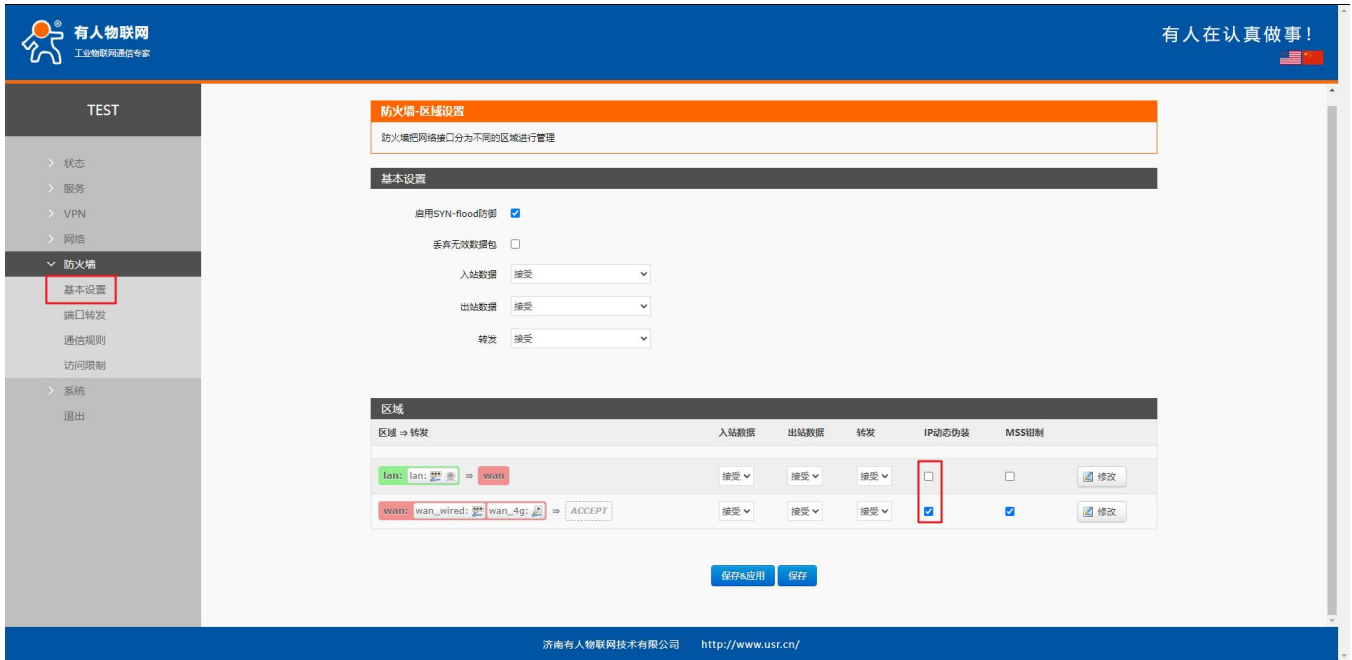 有人物联网
工业物联网通信专家
有人在认真做事!
TEST
状态
服务
VPN
网络
防火墙
基本设置
端口转发
通信规则
访问限制
系统
退出
防火墙-区域设置
防火墙把网络接口分为不同的区域进行管理
基本设置
启用SYN-flood防御
丢弃无效数据包
入站数据 接受
出站数据 接受
转发 接受
区域
区域 ⇒ 转发 入站数据 出站数据 转发 IP动态伪装 MSS钳制
lan: lan: ⇒ wan 接受 接受 接受 修改
wan: wan_wired: wan_4g: ⇒ ACCEPT 接受 接受 接受 修改
保存&应用 保存
济南有人物联网技术有限公司 http://www.usr.cn/